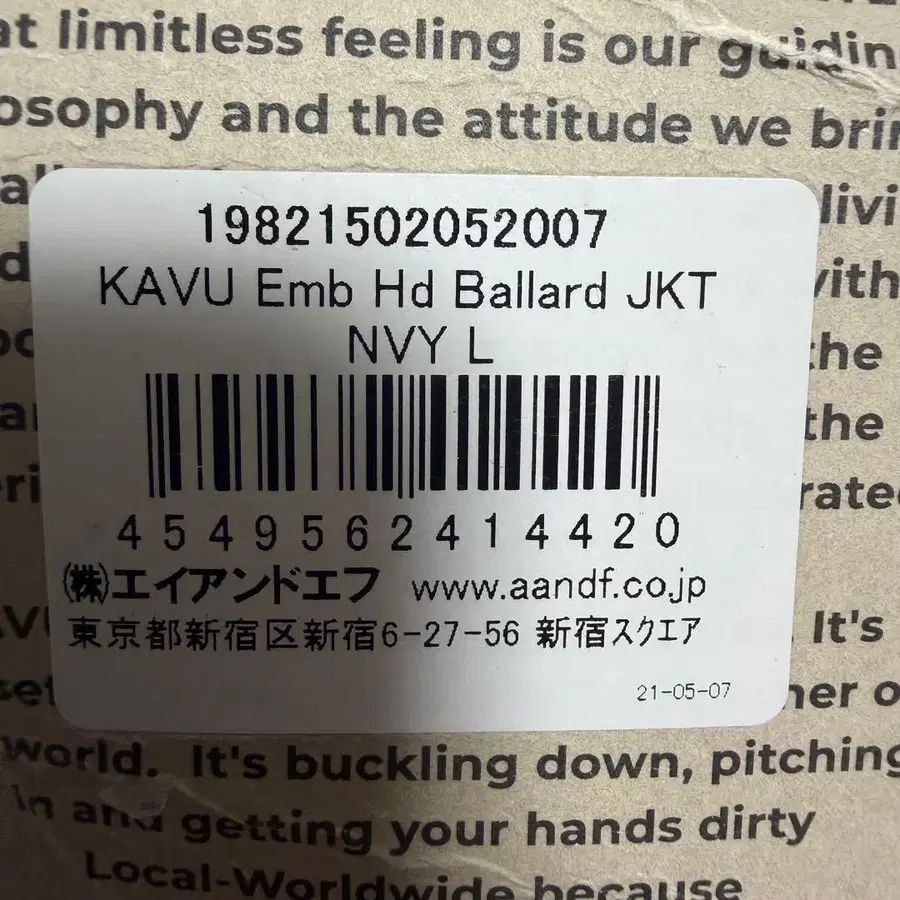 at limitless feeling is our
and the attitude we
19821502052007
KAVU Emb Hd Ballard JKT
NVY L
4549562414420
㈱エイアンドエフ www.aandf.co.jp
東京都新宿区新宿6-27-56 新宿スクエア
21-05-07
the
the
It's
world. It's buckling down, pitching
in and getting your hands dirty
Local-Worldwide because